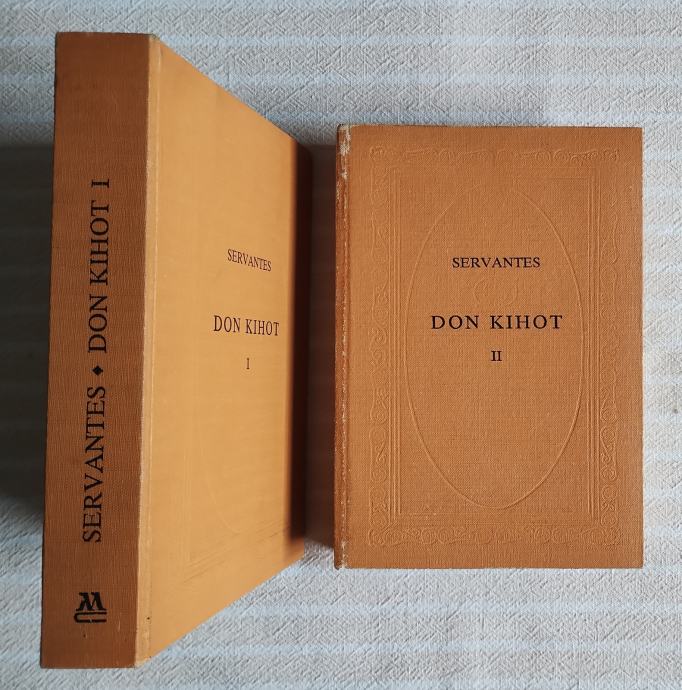 SERVANTES ◆ DON KIHOT I
SERVANTES
DON KIHOT
I
SERVANTES
DON KIHOT
II